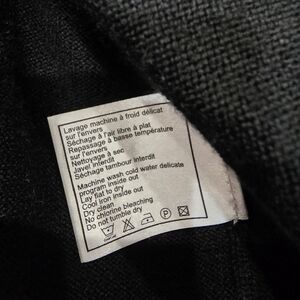 Lavage machine à froid délicat
sur l'envers
Séchage à l'air libre à plat
Repassage à basse température
sur l'envers
Nettoyage à sec
Javel interdit
Séchage tambour interdit
Machine wash cold water delicate
program inside out
Lay flat to dry
Cool iron inside out
Dry clean
No chlorine bleaching
Do not tumble dry